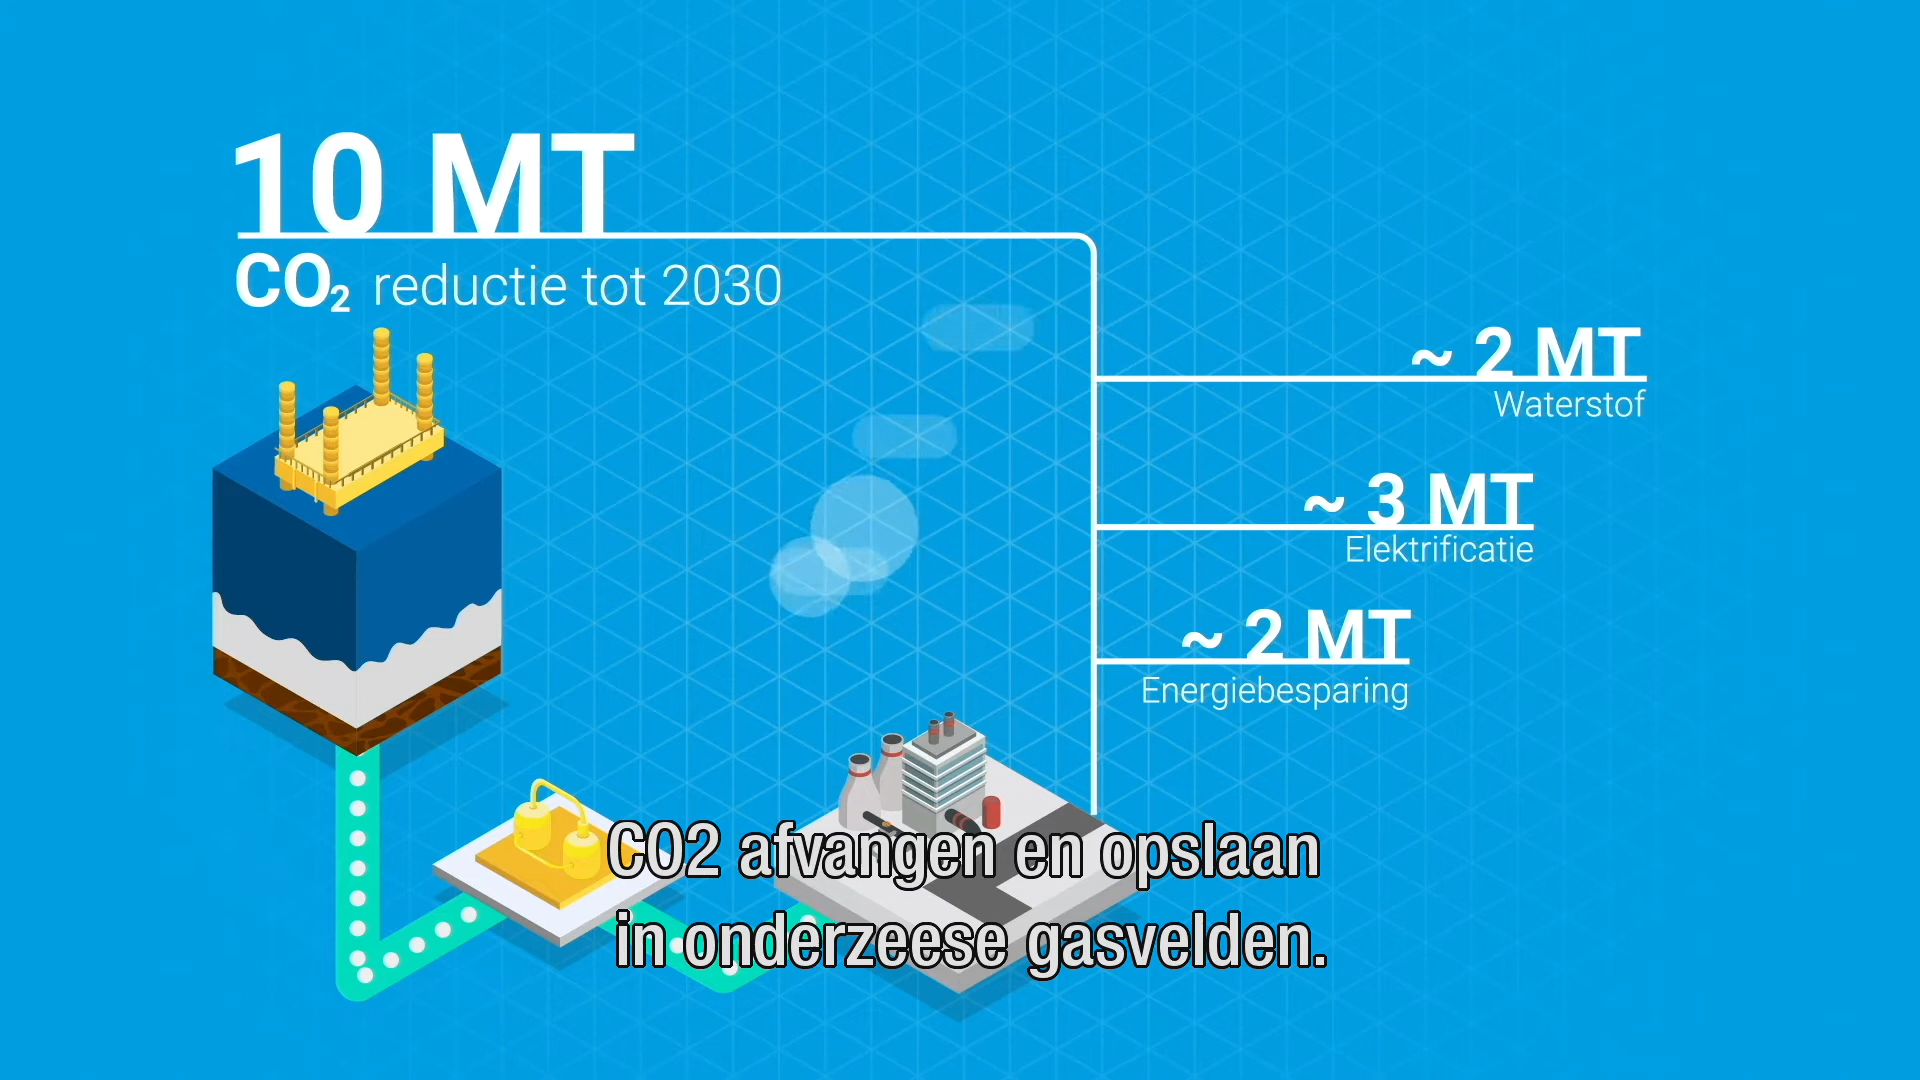 10 MT
CO₂ reductie tot 2030
~ 2 MT
Waterstof
~ 3 MT
Elektrificatie
~ 2 MT
Energiebesparing
CO2 afvangen en opslaan
in onderzeese gasvelden.